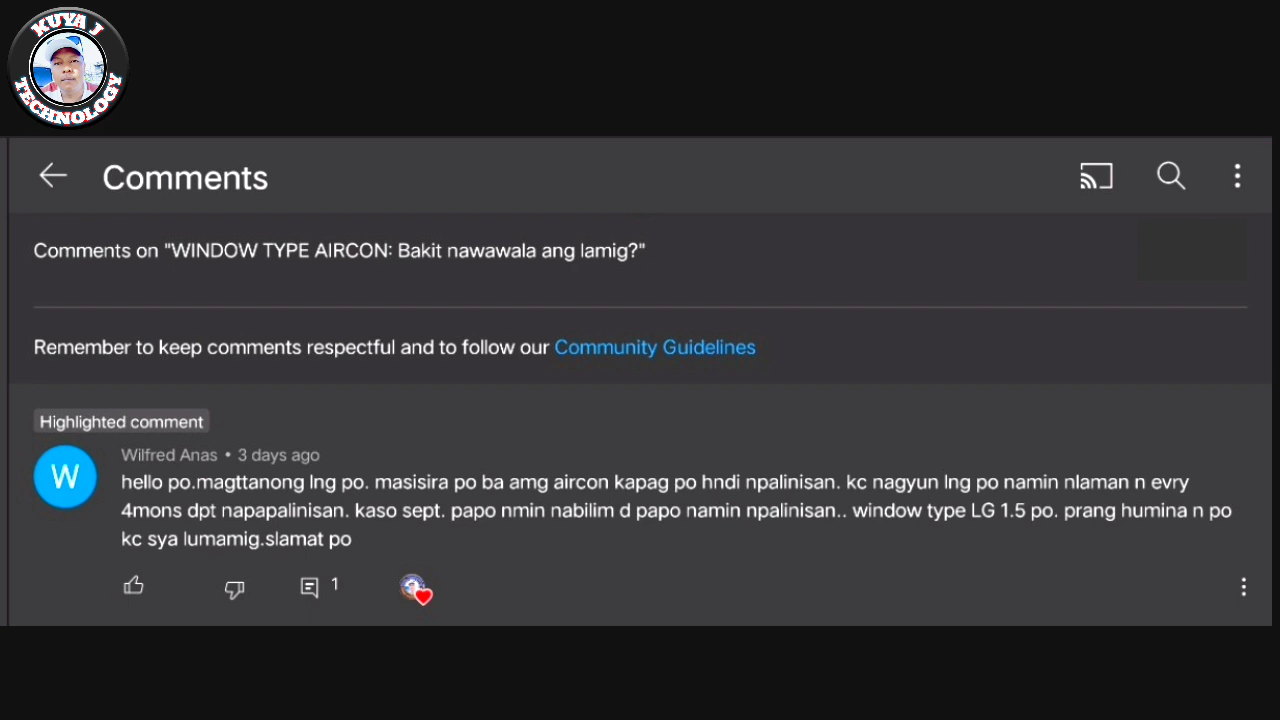 KUYA J
TECHNOLOGY
Comments
Comments on "WINDOW TYPE AIRCON: Bakit nawawala ang lamig?"
Remember to keep comments respectful and to follow our Community Guidelines
Highlighted comment
W
Wilfred Anas • 3 days ago
hello po.magttanong lng po. masisira po ba amg aircon kapag po hndi npalinisan. kc nagyun lng po namin nlaman n evry
4mons dpt napapalinisan. kaso sept. papo nmin nabilim d papo namin npalinisan.. window type LG 1.5 po. prang humina n po
kc sya lumamig.slamat po
1